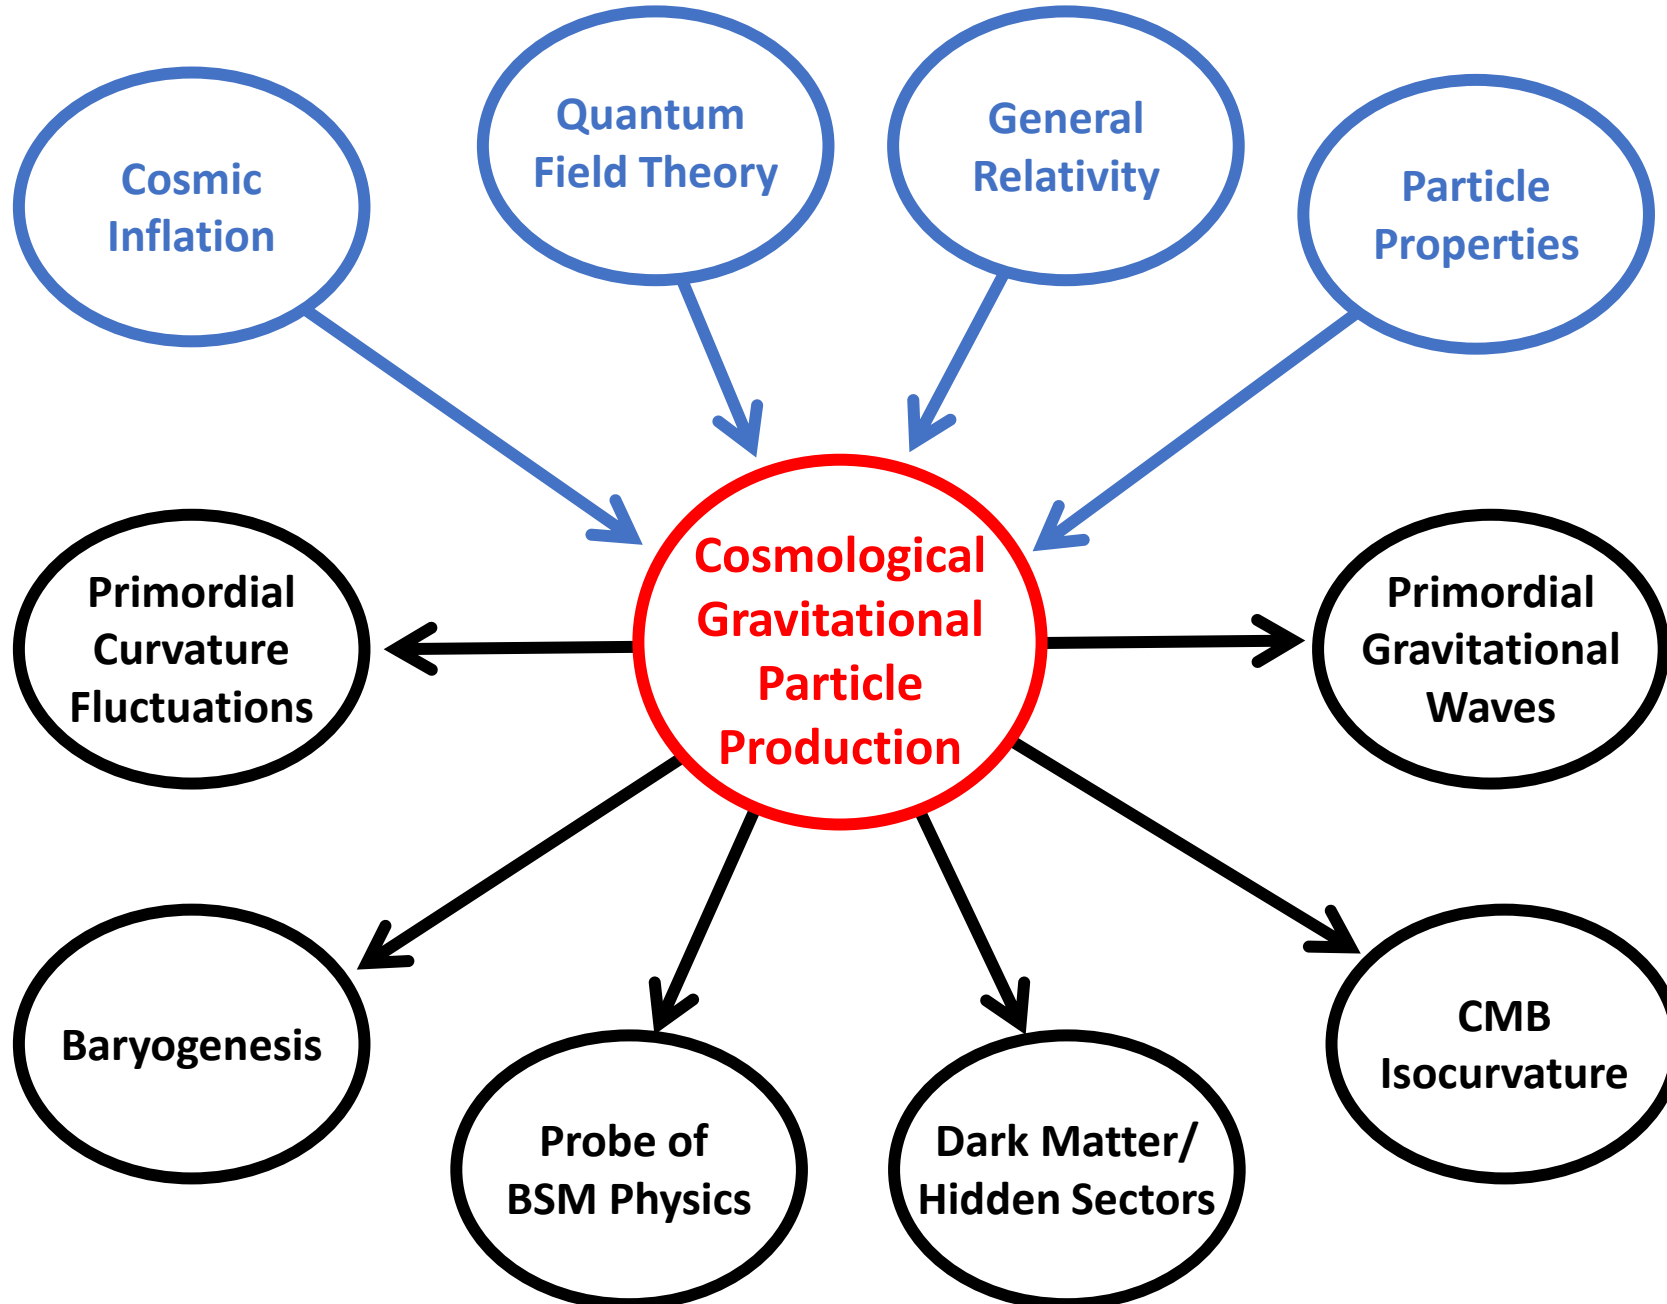 Cosmic
Inflation
Quantum
Field Theory
General
Relativity
Particle
Properties
Cosmological
Gravitational
Particle
Production
Primordial
Curvature
Fluctuations
Primordial
Gravitational
Waves
Baryogenesis
Probe of
BSM Physics
Dark Matter/
Hidden Sectors
CMB
Isocurvature